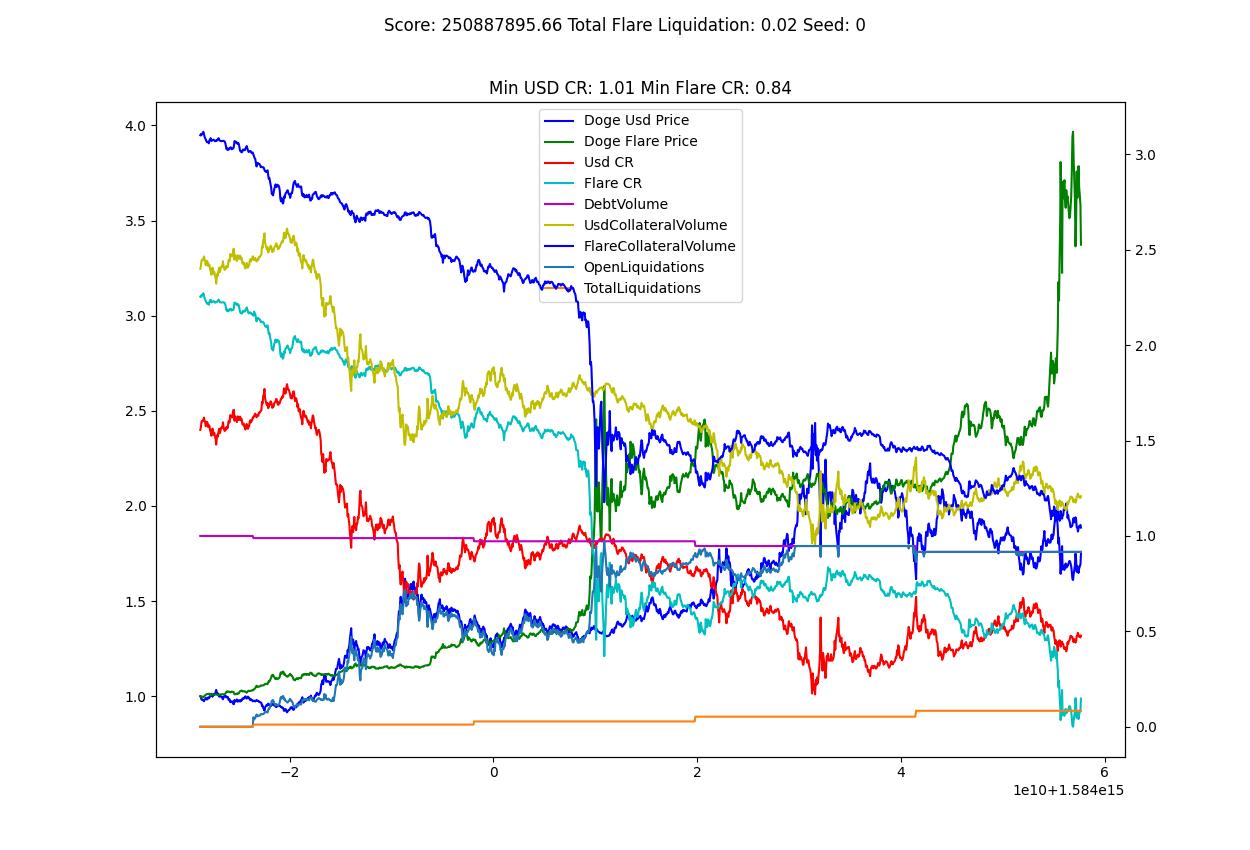 Score: 250887895.66 Total Flare Liquidation: 0.02 Seed: 0
Min USD CR: 1.01 Min Flare CR: 0.84
Doge Usd Price
Doge Flare Price
Usd CR
Flare CR
DebtVolume
UsdCollateralVolume
FlareCollateralVolume
OpenLiquidations
TotalLiquidations
4.0
3.5
3.0
2.5
2.0
1.5
1.0
3.0
2.5
2.0
1.5
1.0
0.5
0.0
−2
0
2
4
6
1e10+1.584e15